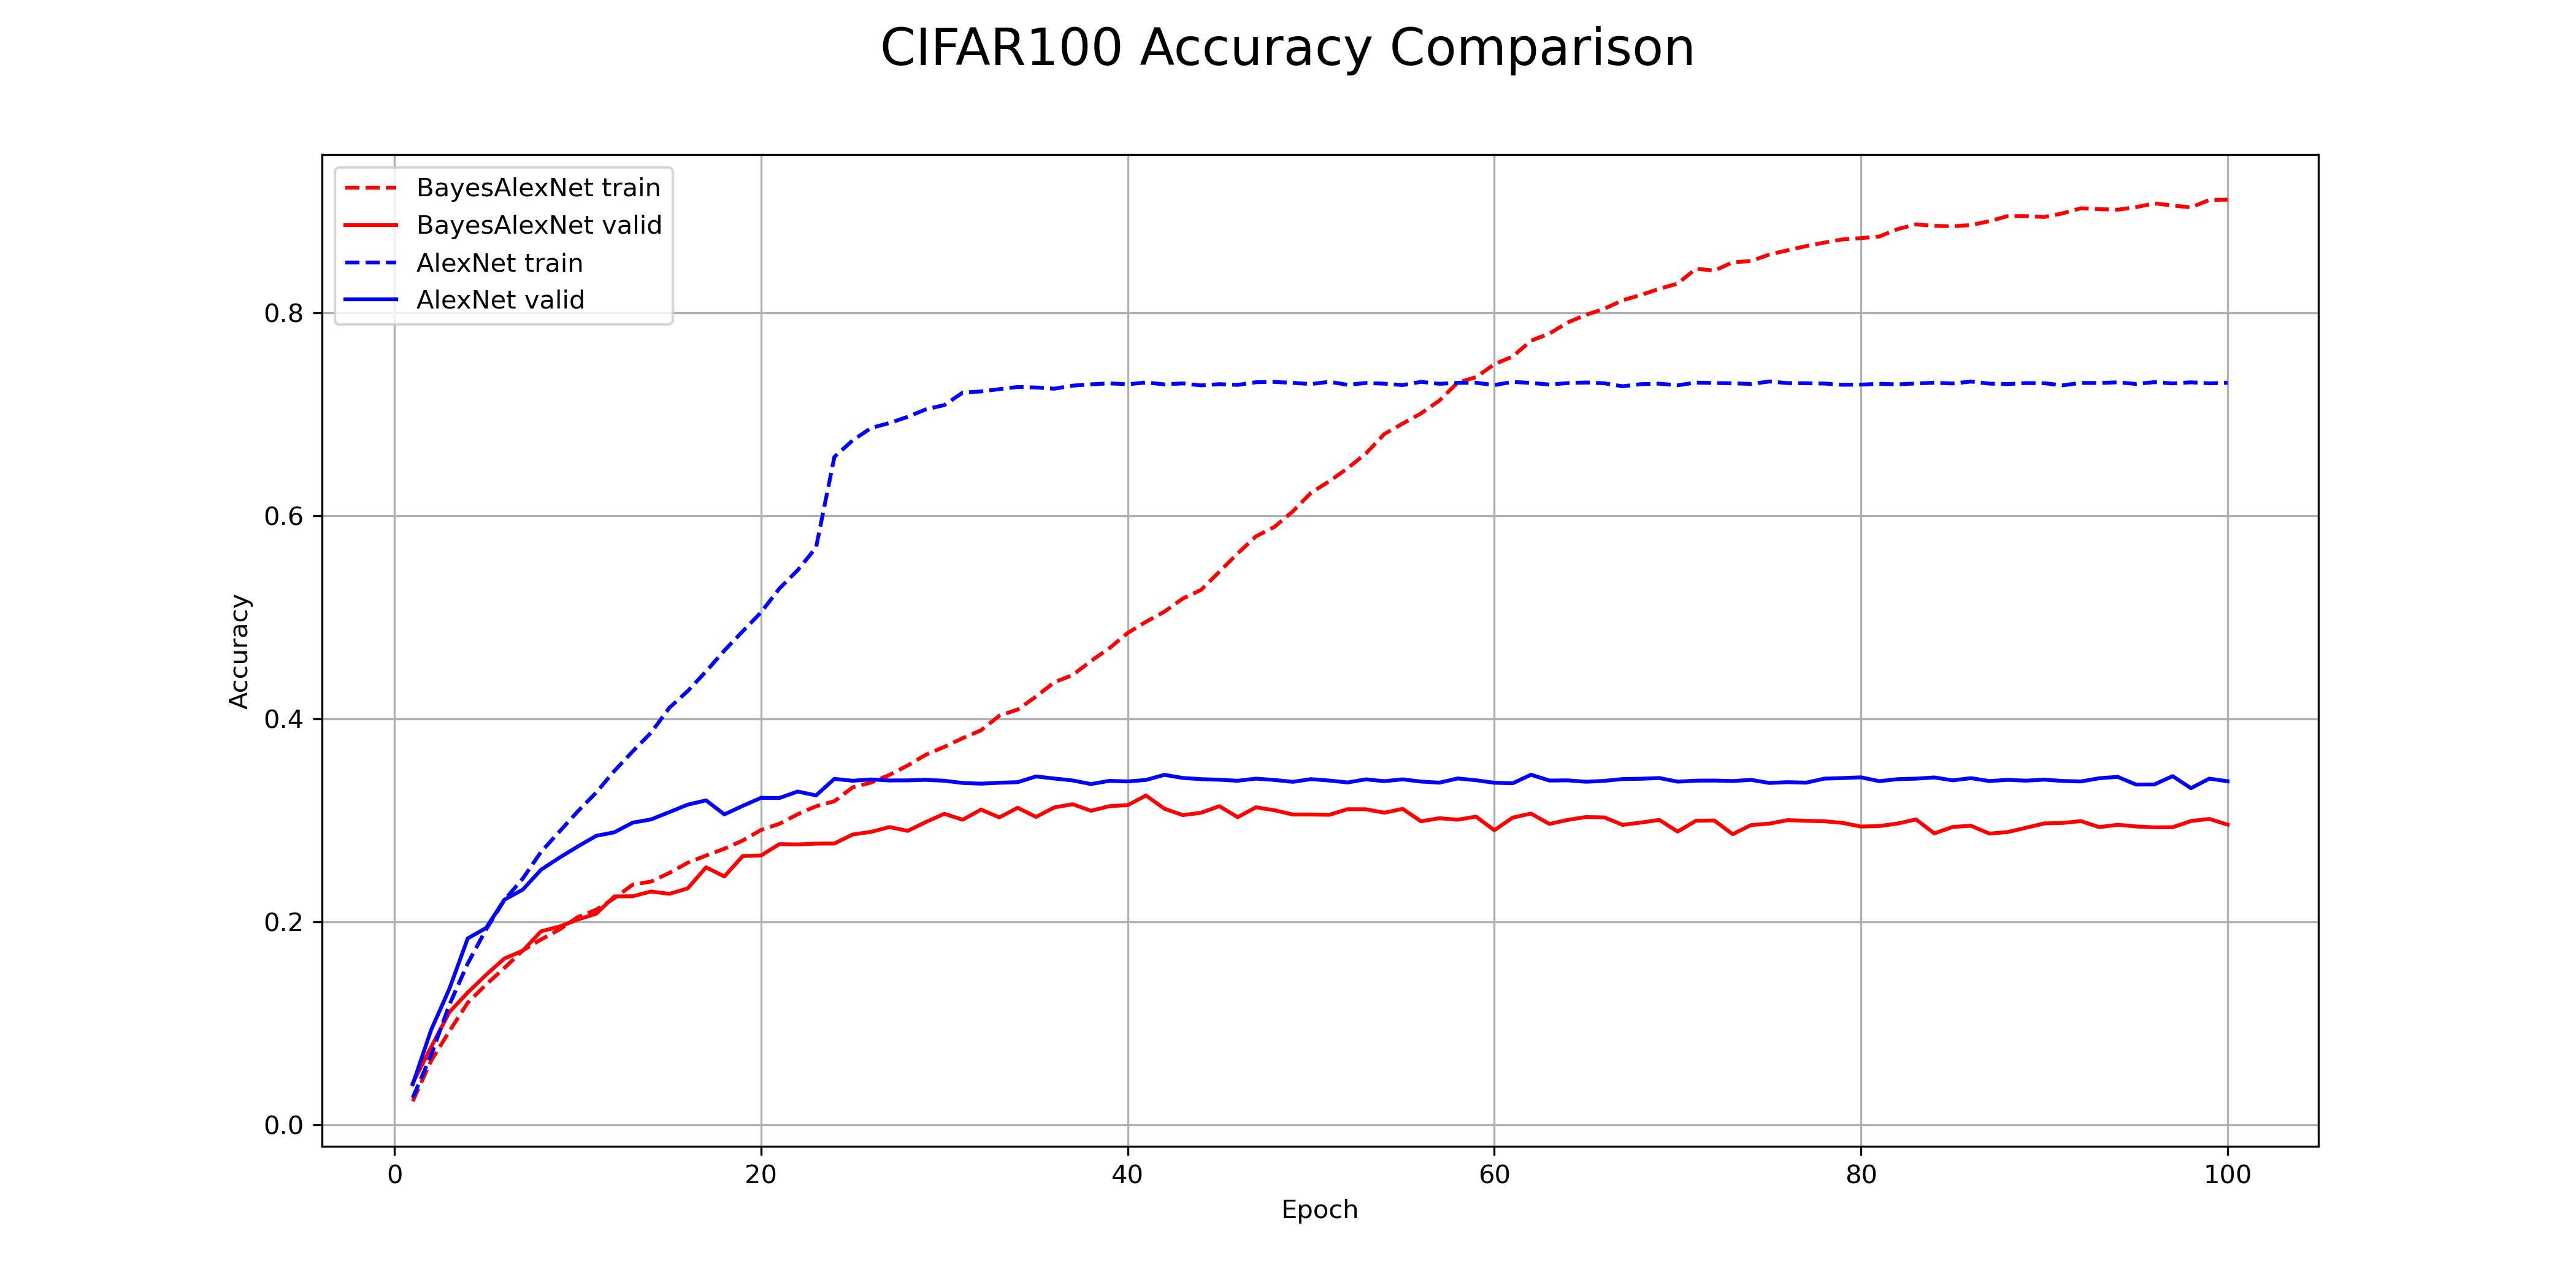 CIFAR100 Accuracy Comparison
BayesAlexNet train
BayesAlexNet valid
AlexNet train
AlexNet valid
0.8
0.6
0.4
0.2
0.0
Accuracy
0 20 40 60 80 100
Epoch